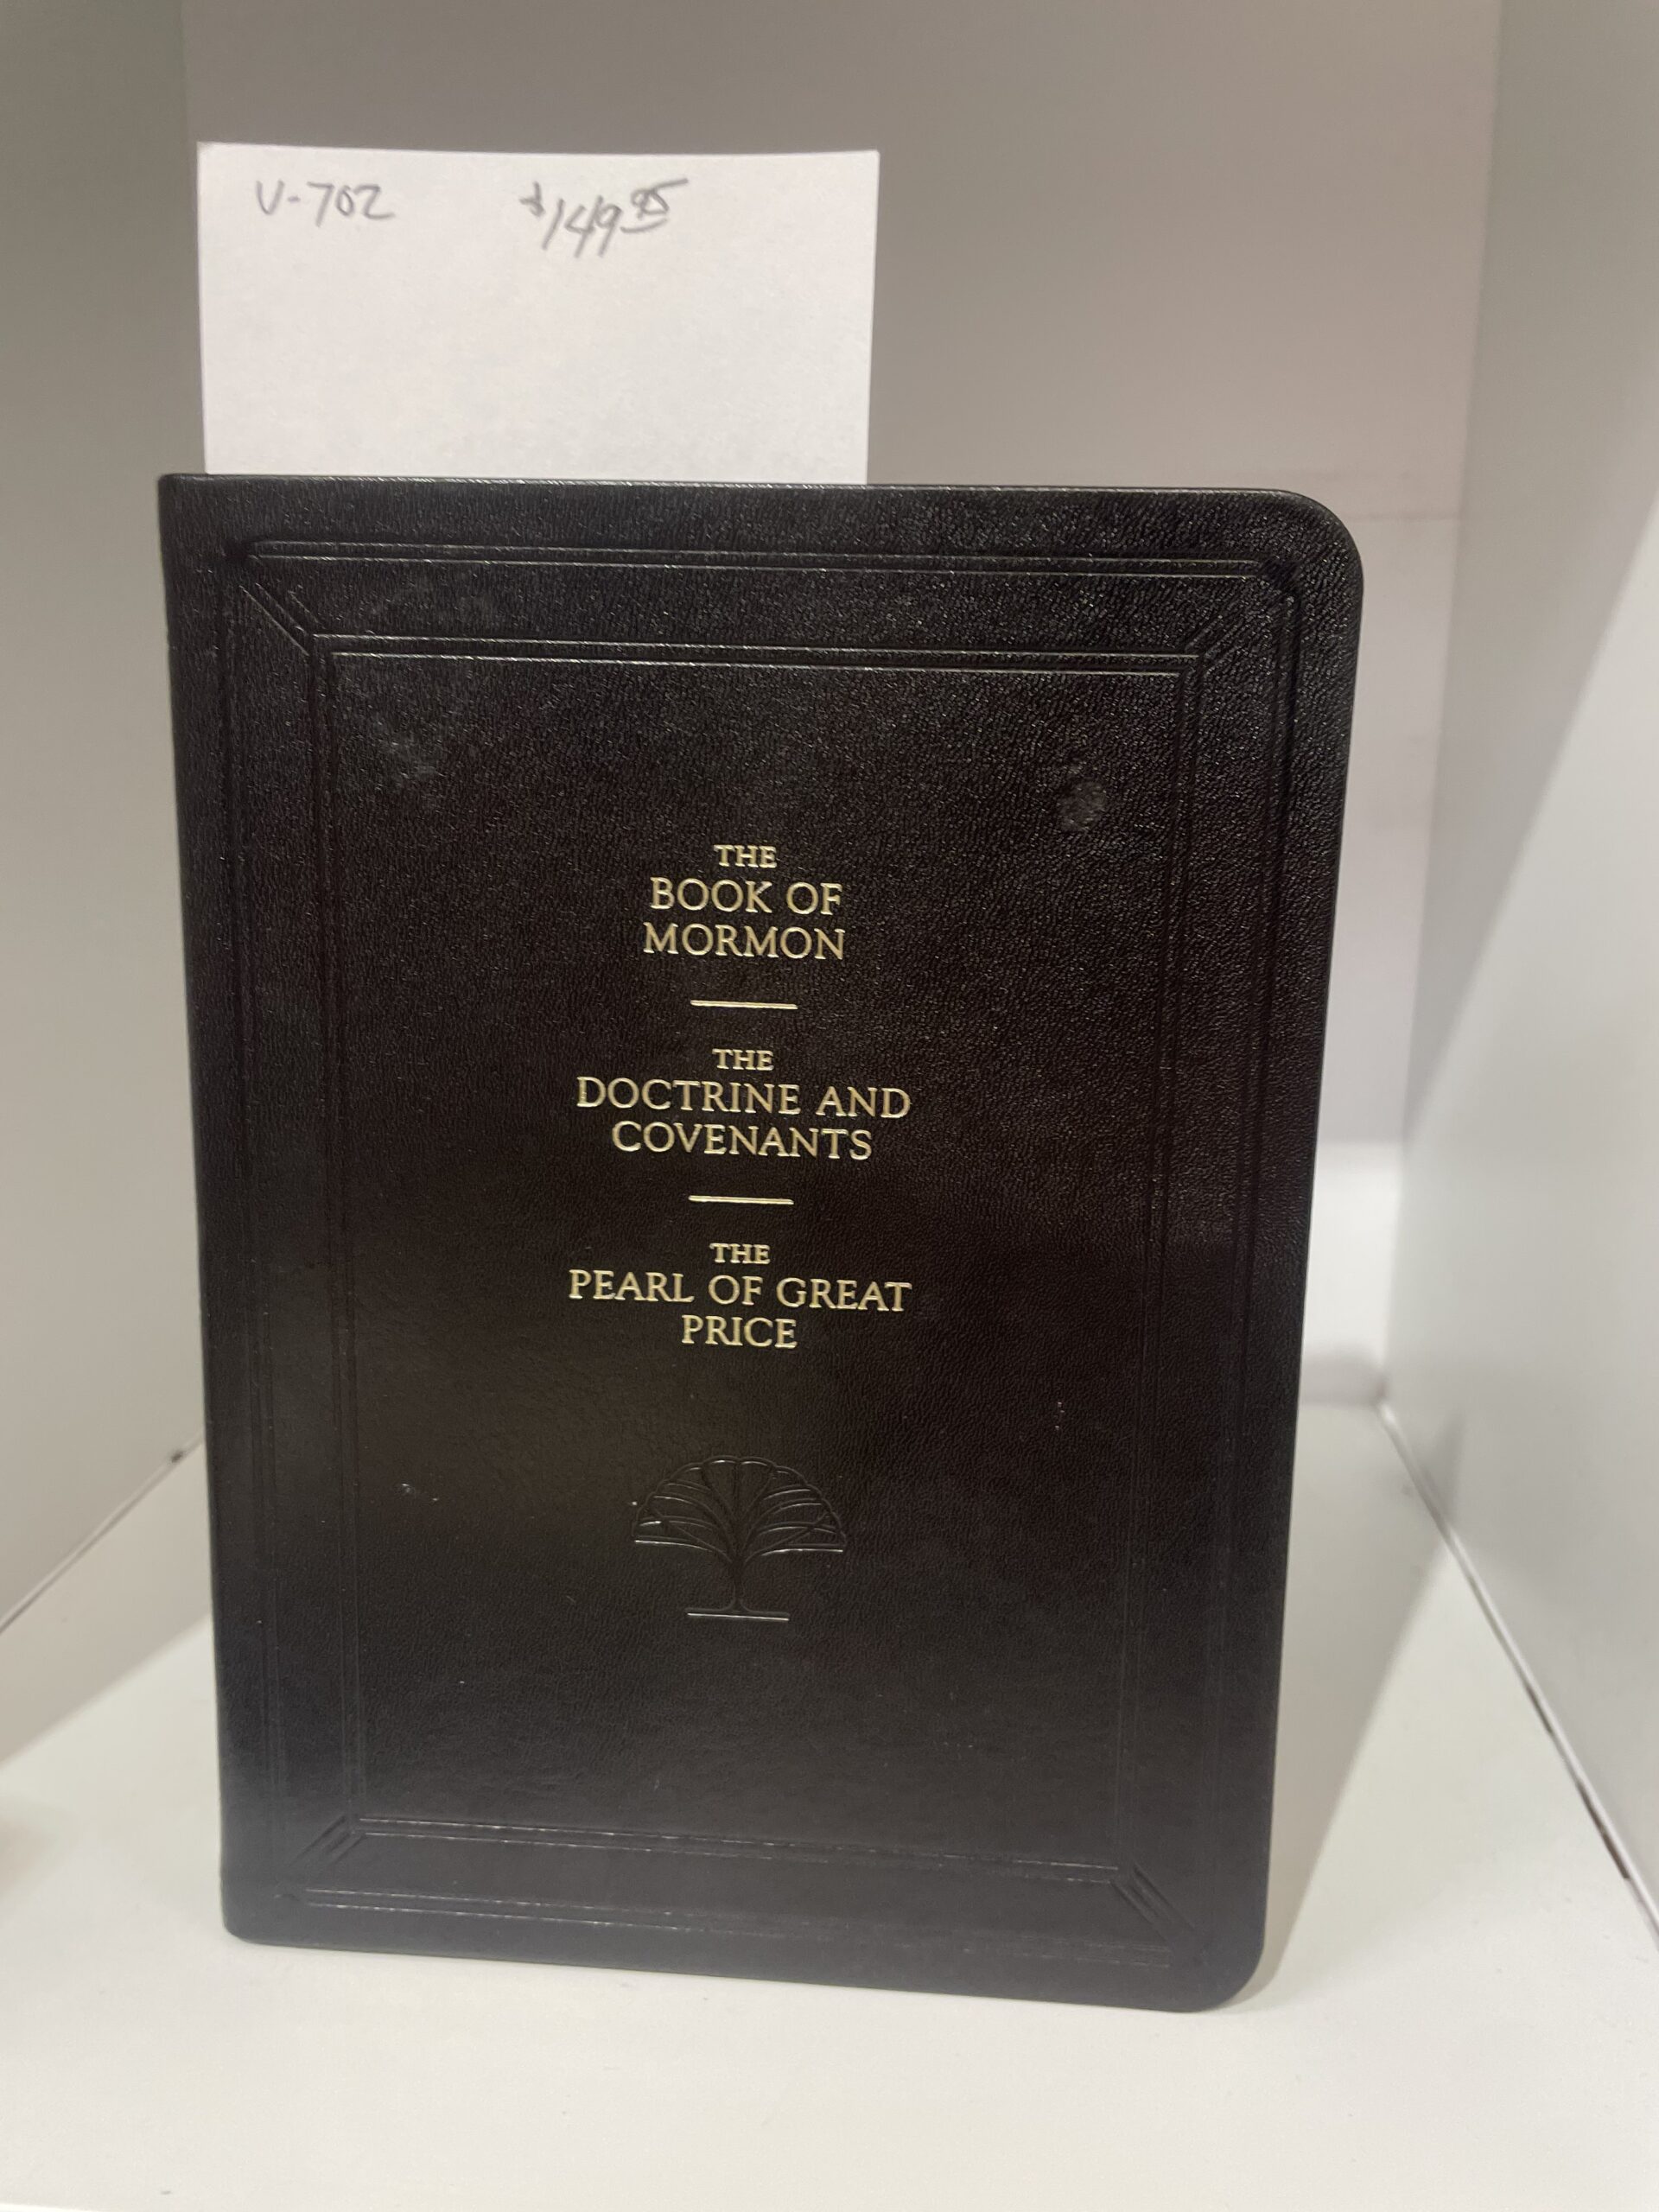 V-702 $149.95
THE
BOOK OF
MORMON
THE
DOCTRINE AND
COVENANTS
THE
PEARL OF GREAT
PRICE